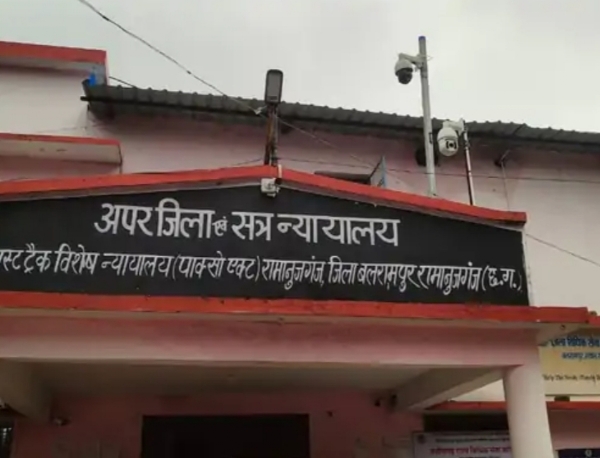 अपर जिला एवं सत्र न्यायालय
स्ट ट्रैक विशेष न्यायालय (पाक्सो एक्ट) रामानुजगंज, जिला बलरामपुर रामानुजगंज (छ.ग.)